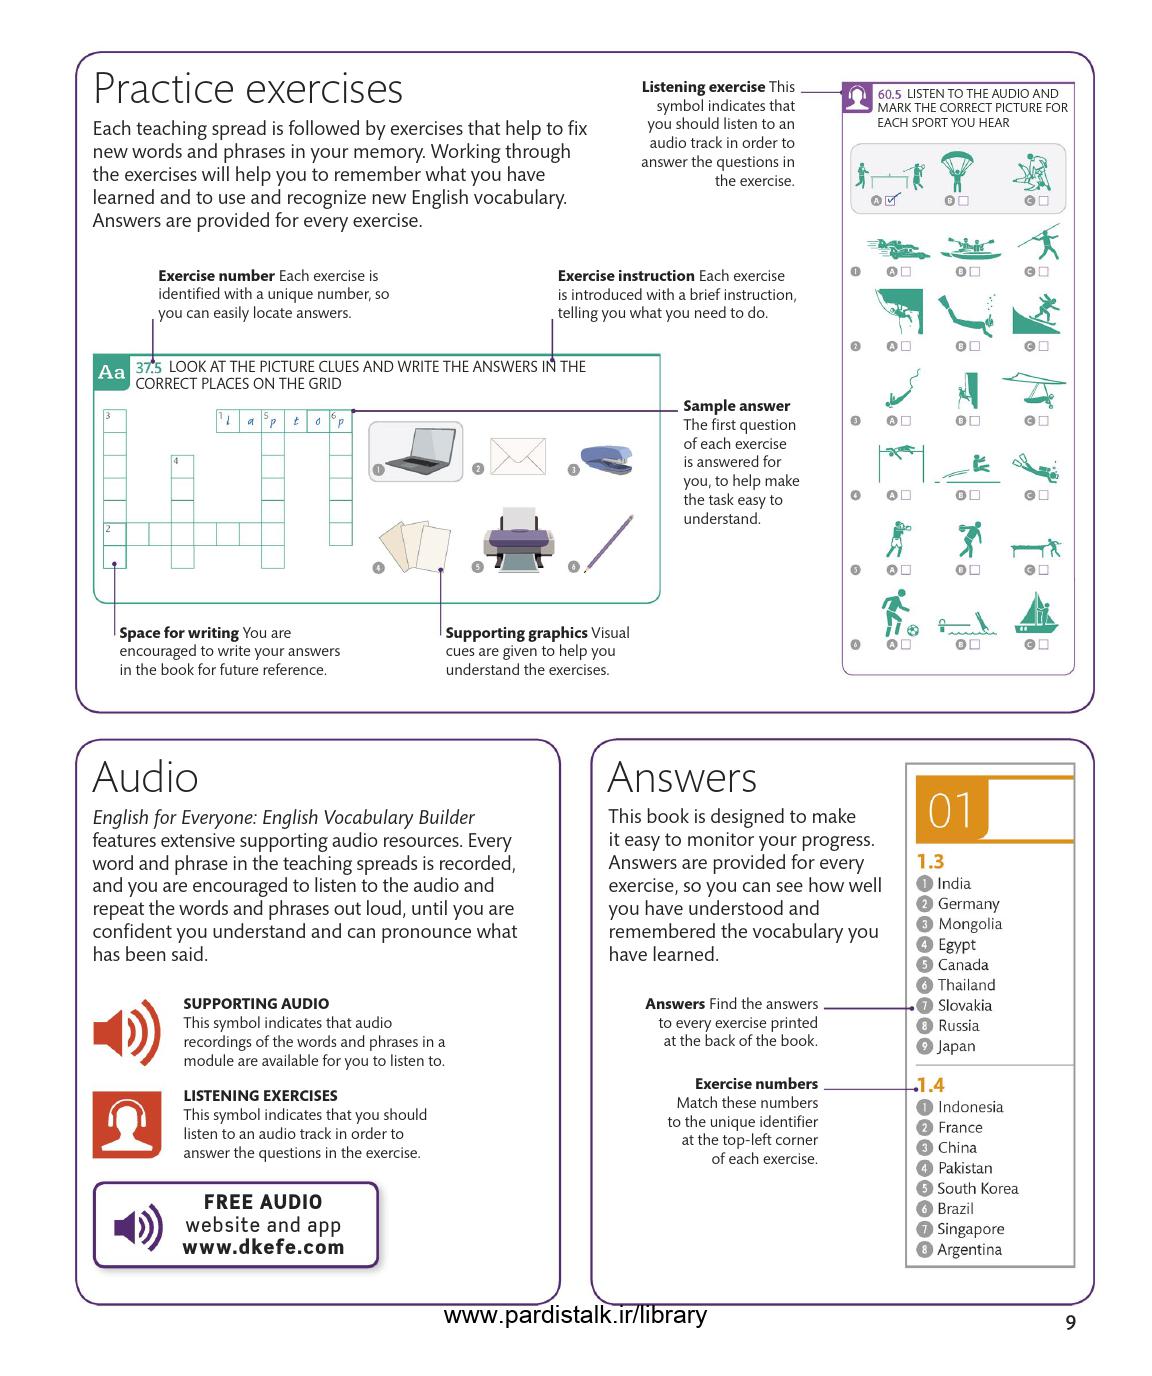 Practice exercises
Each teaching spread is followed by exercises that help to fix
new words and phrases in your memory. Working through
the exercises will help you to remember what you have
learned and to use and recognize new English vocabulary.
Answers are provided for every exercise.
Listening exercise This
symbol indicates that
you should listen to an
audio track in order to
answer the questions in
the exercise.
60.5 LISTEN TO THE AUDIO AND
MARK THE CORRECT PICTURE FOR
EACH SPORT YOU HEAR
A B C
1 A B C
2 A B C
3 A B C
4 A B C
5 A B C
6 A B C
Exercise number Each exercise is
identified with a unique number, so
you can easily locate answers.
Exercise instruction Each exercise
is introduced with a brief instruction,
telling you what you need to do.
Aa 37.5 LOOK AT THE PICTURE CLUES AND WRITE THE ANSWERS IN THE
CORRECT PLACES ON THE GRID
3 1 l a 5 p t o 6 p
4
2
1 2 3
4 5 6
Sample answer
The first question
of each exercise
is answered for
you, to help make
the task easy to
understand.
Space for writing You are
encouraged to write your answers
in the book for future reference.
Supporting graphics Visual
cues are given to help you
understand the exercises.
Audio
English for Everyone: English Vocabulary Builder
features extensive supporting audio resources. Every
word and phrase in the teaching spreads is recorded,
and you are encouraged to listen to the audio and
repeat the words and phrases out loud, until you are
confident you understand and can pronounce what
has been said.
SUPPORTING AUDIO
This symbol indicates that audio
recordings of the words and phrases in a
module are available for you to listen to.
LISTENING EXERCISES
This symbol indicates that you should
listen to an audio track in order to
answer the questions in the exercise.
FREE AUDIO
website and app
www.dkefe.com
Answers
This book is designed to make
it easy to monitor your progress.
Answers are provided for every
exercise, so you can see how well
you have understood and
remembered the vocabulary you
have learned.
Answers Find the answers
to every exercise printed
at the back of the book.
Exercise numbers
Match these numbers
to the unique identifier
at the top-left corner
of each exercise.
01
1.3
1 India
2 Germany
3 Mongolia
4 Egypt
5 Canada
6 Thailand
7 Slovakia
8 Russia
9 Japan
1.4
1 Indonesia
2 France
3 China
4 Pakistan
5 South Korea
6 Brazil
7 Singapore
8 Argentina
www.pardistalk.ir/library
9